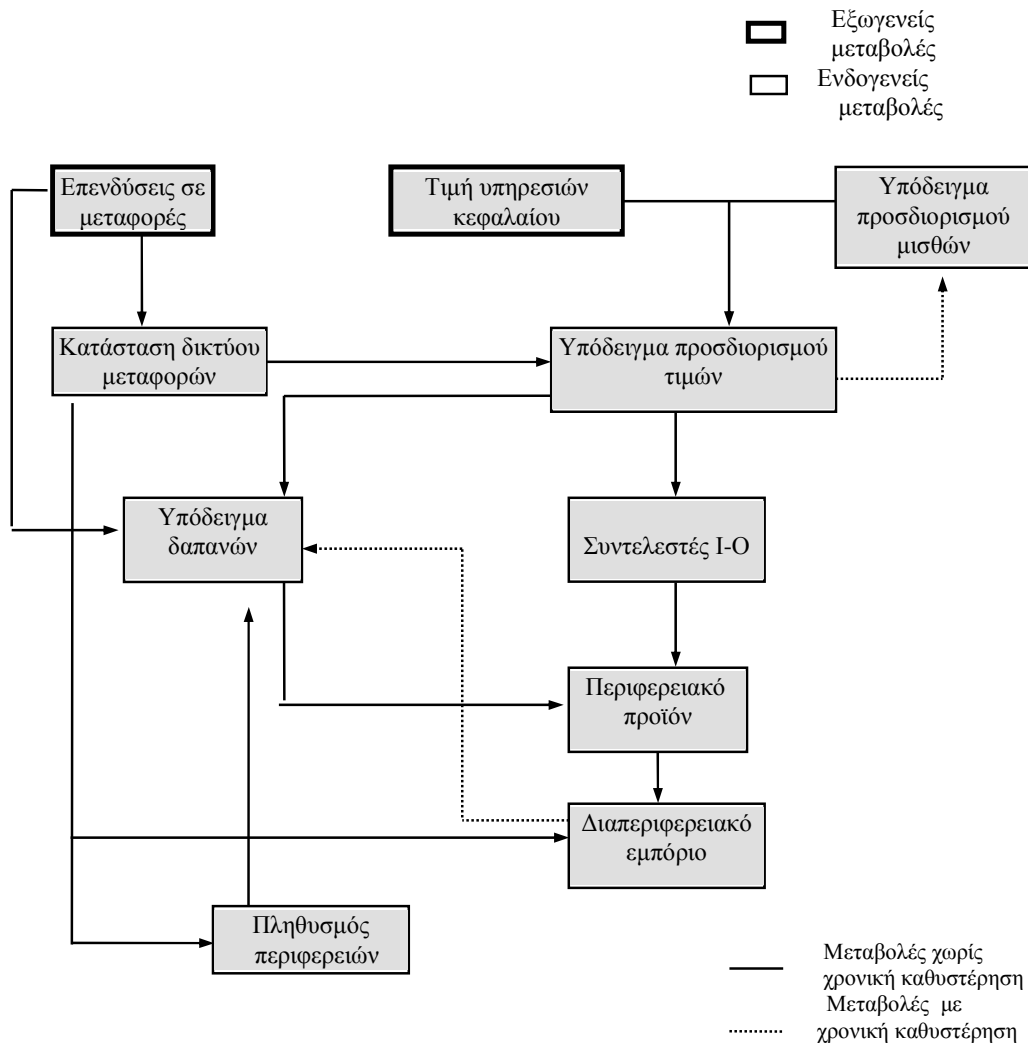 Εξωγενείς
μεταβολές
Ενδογενείς
μεταβολές
Επενδύσεις σε
μεταφορές
Τιμή υπηρεσιών
κεφαλαίου
Υπόδειγμα
προσδιορισμού
μισθών
Κατάσταση δικτύου
μεταφορών
Υπόδειγμα προσδιορισμού
τιμών
Υπόδειγμα
δαπανών
Συντελεστές Ι-Ο
Περιφερειακό
προϊόν
Διαπεριφερειακό
εμπόριο
Πληθυσμός
περιφερειών
Μεταβολές χωρίς
χρονική καθυστέρηση
Μεταβολές με
χρονική καθυστέρηση